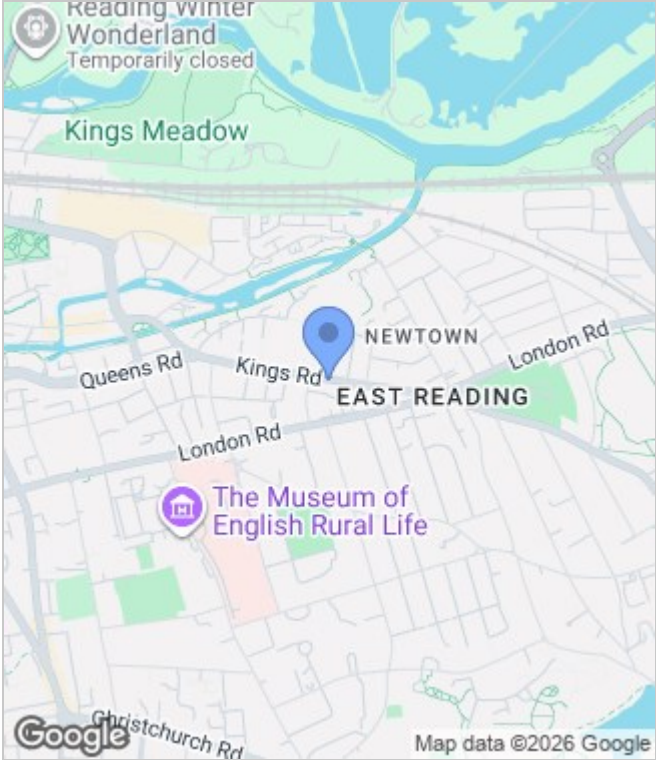 Reading Winter
Wonderland
Temporarily closed
Kings Meadow
NEWTOWN
London Rd
Queens Rd
Kings Rd
EAST READING
London Rd
The Museum of
English Rural Life
Christchurch Rd
Google
Map data ©2026 Google